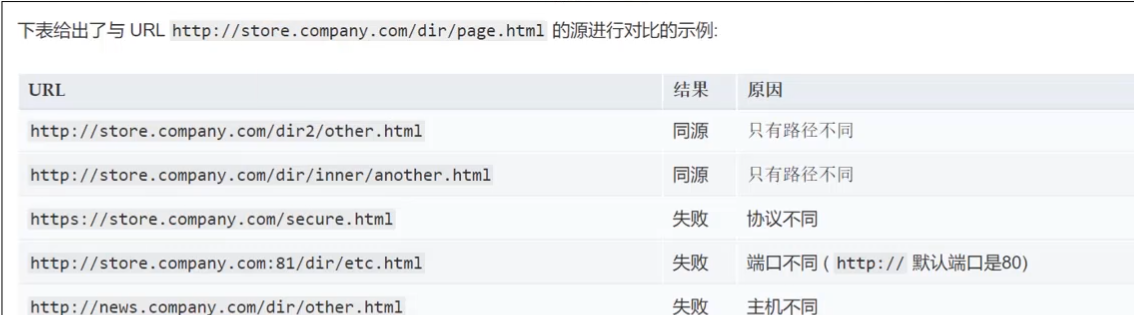 下表给出了与 URL http://store.company.com/dir/page.html 的源进行对比的示例:
URL 结果 原因
http://store.company.com/dir2/other.html 同源 只有路径不同
http://store.company.com/dir/inner/another.html 同源 只有路径不同
https://store.company.com/secure.html 失败 协议不同
http://store.company.com:81/dir/etc.html 失败 端口不同 ( http:// 默认端口是80)
http://news.company.com/dir/other.html 失败 主机不同